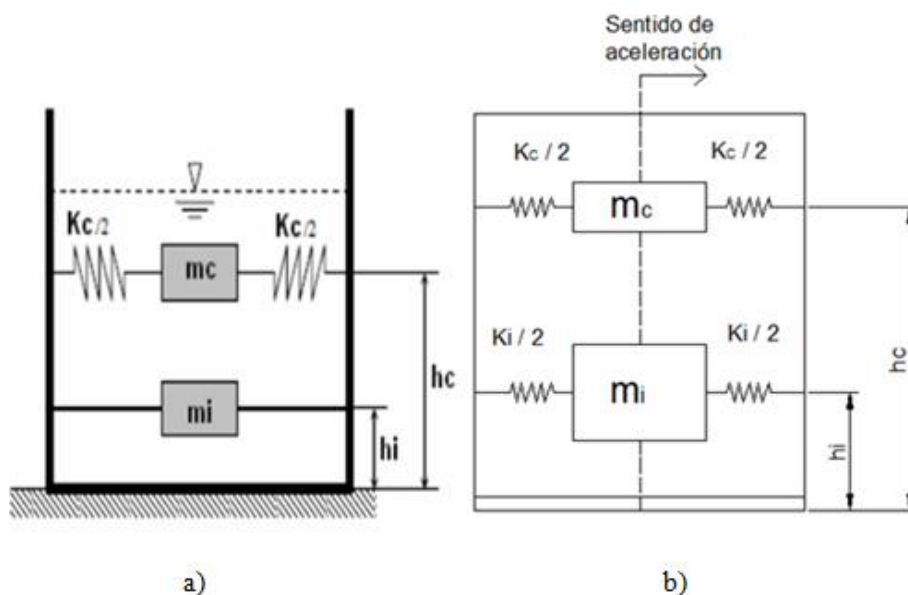 Sentido de
aceleración
Kc/2
Kc/2
mc
mi
hc
hi
a)
Kc / 2
Kc / 2
mc
Ki / 2
Ki / 2
mi
hc
hi
b)